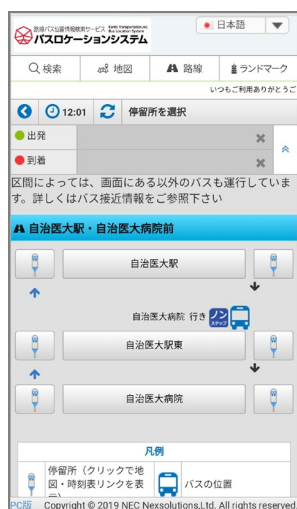 路線バス位置情報検索サービス
バスロケーションシステム
日本語
検索
地図
路線
ランドマーク
いつもご利用ありがとうご
12:01
停留所を選択
出発
到着
区間によっては、画面にある以外のバスも運行していま
す。詳しくはバス接近情報をご参照下さい
自治医大駅・自治医大病院前
自治医大駅
自治医大病院 行き
ノン
ステップ
自治医大駅東
自治医大病院
凡例
停留所（クリックで地
図・時刻表リンクを表
示）
バスの位置
PC版 Copyright © 2019 NEC Nexsolutions,Ltd. All rights reserved.